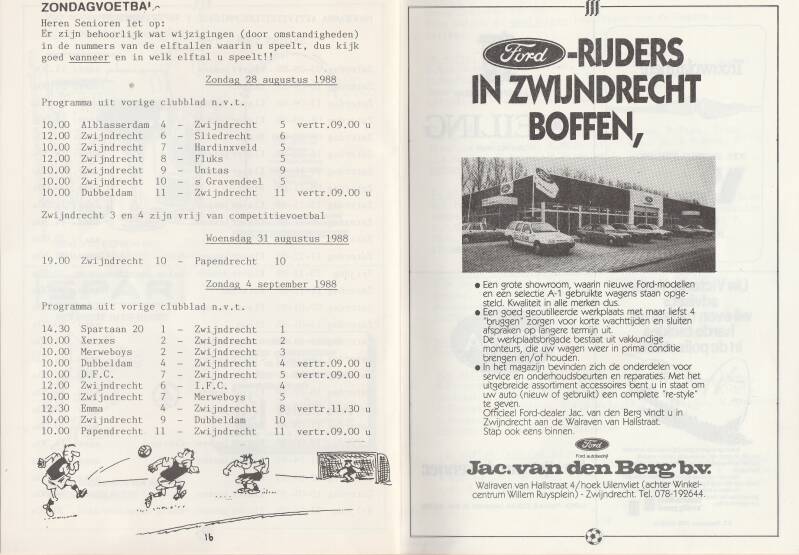 ZONDAGVOETBAL
Heren Senioren let op:
Er zijn behoorlijk wat wijzigingen (door omstandigheden)
in de nummers van de elftallen waarin u speelt, dus kijk
goed wanneer en in welk elftal u speelt!!
Zondag 28 augustus 1988
Programma uit vorige clubblad n.v.t.
10.00 Alblasserdam 4 - Zwijndrecht 5 vertr.09.00 u
12.00 Zwijndrecht 6 - Sliedrecht 6
10.00 Zwijndrecht 7 - Hardinxveld 5
12.00 Zwijndrecht 8 - Fluks 5
10.00 Zwijndrecht 9 - Unitas 9
10.00 Zwijndrecht 10 - s Gravendeel 5
10.00 Dubbeldam 11 - Zwijndrecht 11 vertr.09.00 u
Zwijndrecht 3 en 4 zijn vrij van competitievoetbal
Woensdag 31 augustus 1988
19.00 Zwijndrecht 10 - Papendrecht 10
Zondag 4 september 1988
Programma uit vorige clubblad n.v.t.
14.30 Spartaan 20 1 - Zwijndrecht 1
10.00 Xerxes 2 - Zwijndrecht 2
10.00 Merweboys 2 - Zwijndrecht 3
10.00 Dubbeldam 4 - Zwijndrecht 4 vertr.09.00 u
10.00 D.F.C. 7 - Zwijndrecht 5 vertr.09.00 u
12.00 Zwijndrecht 6 - I.F.C. 4
10.00 Zwijndrecht 7 - Merweboys 5
12.30 Emma 4 - Zwijndrecht 8 vertr.11.30 u
10.00 Zwijndrecht 9 - Dubbeldam 10
10.00 Papendrecht 11 - Zwijndrecht 11 vertr.09.00 u
16
Ford-RIJDERS
IN ZWIJNDRECHT
BOFFEN,
• Een grote showroom, waarin nieuwe Ford-modellen
en een selectie A-1 gebruikte wagens staan opge-
steld. Kwaliteit in alle merken dus.
• Een goed geoutilleerde werkplaats met maar liefst 4
"bruggen" zorgen voor korte wachttijden en sluiten
afspraken op langere termijn uit.
De werkplaatsbrigade bestaat uit vakkundige
monteurs, die uw wagen weer in prima conditie
brengen en/of houden.
• In het magazijn bevinden zich de onderdelen voor
service en onderhoudsbeurten en reparaties. Met het
uitgebreide assortiment accessoires bent u in staat om
uw auto (nieuw of gebruikt) een complete "re-style"
te geven.
Officieel Ford-dealer Jac. van den Berg vindt u in
Zwijndrecht aan de Walraven van Hallstraat.
Stap ook eens binnen.
Ford
Ford autobedrijf
Jac. van den Berg b.v.
Walraven van Hallstraat 4/hoek Uilenvliet (achter Winkel-
centrum Willem Ruysplein) - Zwijndrecht. Tel. 078-192644.